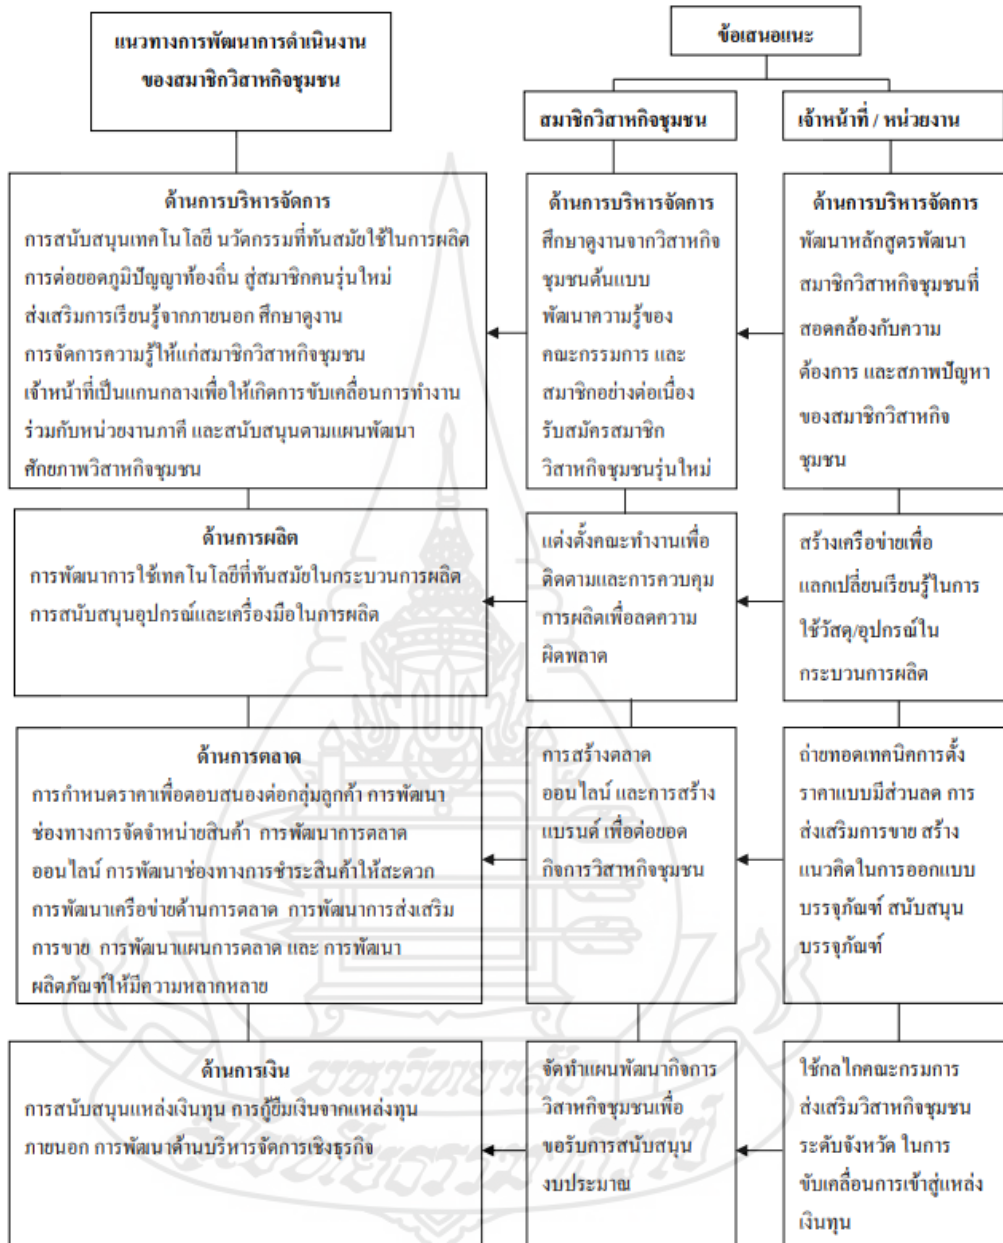 แนวทางการพัฒนาการดำเนินงาน
ของสมาชิกวิสาหกิจชุมชน
ข้อเสนอแนะ
สมาชิกวิสาหกิจชุมชน
เจ้าหน้าที่ / หน่วยงาน
ด้านการบริหารจัดการ
การสนับสนุนเทคโนโลยี นวัตกรรมที่ทันสมัยใช้ในการผลิต
การต่อยอดภูมิปัญญาท้องถิ่น สู่สมาชิกคนรุ่นใหม่
ส่งเสริมการเรียนรู้จากภายนอก ศึกษาดูงาน
การจัดการความรู้ให้แก่สมาชิกวิสาหกิจชุมชน
เจ้าหน้าที่เป็นแกนกลางเพื่อให้เกิดการขับเคลื่อนการทำงาน
ร่วมกับหน่วยงานภาคี และสนับสนุนตามแผนพัฒนา
ศักยภาพวิสาหกิจชุมชน
ด้านการบริหารจัดการ
ศึกษาดูงานจากวิสาหกิจ
ชุมชนต้นแบบ
พัฒนาความรู้ของ
คณะกรรมการ และ
สมาชิกอย่างต่อเนื่อง
รับสมัครสมาชิก
วิสาหกิจชุมชนรุ่นใหม่
ด้านการบริหารจัดการ
พัฒนาหลักสูตรพัฒนา
สมาชิกวิสาหกิจชุมชนที่
สอดคล้องกับความ
ต้องการ และสภาพปัญหา
ของสมาชิกวิสาหกิจ
ชุมชน
ด้านการผลิต
การพัฒนาการใช้เทคโนโลยีที่ทันสมัยในกระบวนการผลิต
การสนับสนุนอุปกรณ์และเครื่องมือในการผลิต
แต่งตั้งคณะทำงานเพื่อ
ติดตามและการควบคุม
การผลิตเพื่อลดความ
ผิดพลาด
สร้างเครือข่ายเพื่อ
แลกเปลี่ยนเรียนรู้ในการ
ใช้วัสดุ/อุปกรณ์ใน
กระบวนการผลิต
ด้านการตลาด
การกำหนดราคาเพื่อตอบสนองต่อกลุ่มลูกค้า การพัฒนา
ช่องทางการจัดจำหน่ายสินค้า การพัฒนาการตลาด
ออนไลน์ การพัฒนาช่องทางการชำระสินค้าให้สะดวก
การพัฒนาเครือข่ายด้านการตลาด การพัฒนาการส่งเสริม
การขาย การพัฒนาแผนการตลาด และ การพัฒนา
ผลิตภัณฑ์ให้มีความหลากหลาย
การสร้างตลาด
ออนไลน์ และการสร้าง
แบรนด์ เพื่อต่อยอด
กิจการวิสาหกิจชุมชน
ถ่ายทอดเทคนิคการตั้ง
ราคาแบบมีส่วนลด การ
ส่งเสริมการขาย สร้าง
แนวคิดในการออกแบบ
บรรจุภัณฑ์ สนับสนุน
บรรจุภัณฑ์
ด้านการเงิน
การสนับสนุนแหล่งเงินทุน การกู้ยืมเงินจากแหล่งทุน
ภายนอก การพัฒนาด้านบริหารจัดการเชิงธุรกิจ
จัดทำแผนพัฒนากิจการ
วิสาหกิจชุมชนเพื่อ
ขอรับการสนับสนุน
งบประมาณ
ใช้กลไกคณะกรมการ
ส่งเสริมวิสาหกิจชุมชน
ระดับจังหวัด ในการ
ขับเคลื่อนการเข้าสู่แหล่ง
เงินทุน
มหาวิทยาลัย
สุโขทัยธรรมาธิราช